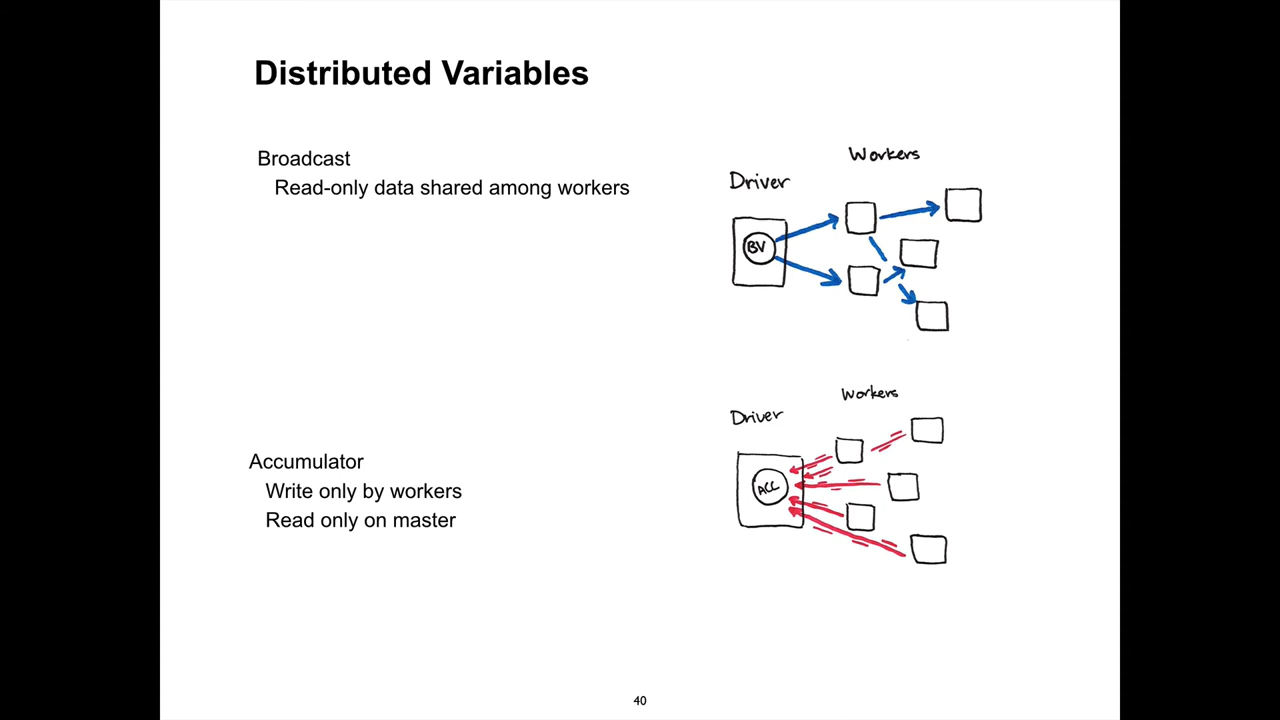 Distributed Variables
Broadcast
Read-only data shared among workers
Workers
Driver
BV
Workers
Driver
ACC
Accumulator
Write only by workers
Read only on master
40